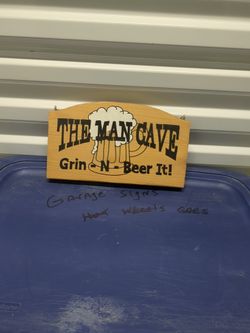 THE MAN CAVE
Grin - N - Beer It!
Garage Signs
Hot Wheels Cars